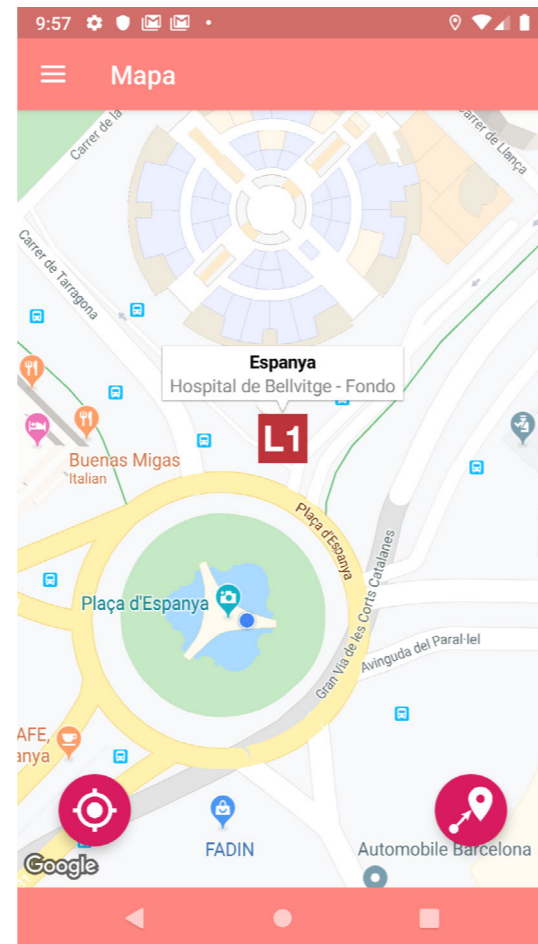 9:57
Mapa
Carrer de la
Carrer de Llança
Carrer de Tarragona
Espanya
Hospital de Bellvitge - Fondo
L1
Buenas Migas
Italian
Plaça d'Espanya
Plaça d'Espanya
Gran Via de les Corts Catalanes
Avinguda del Paral·lel
AFE,
anya
FADIN
Automobile Barcelona
Google